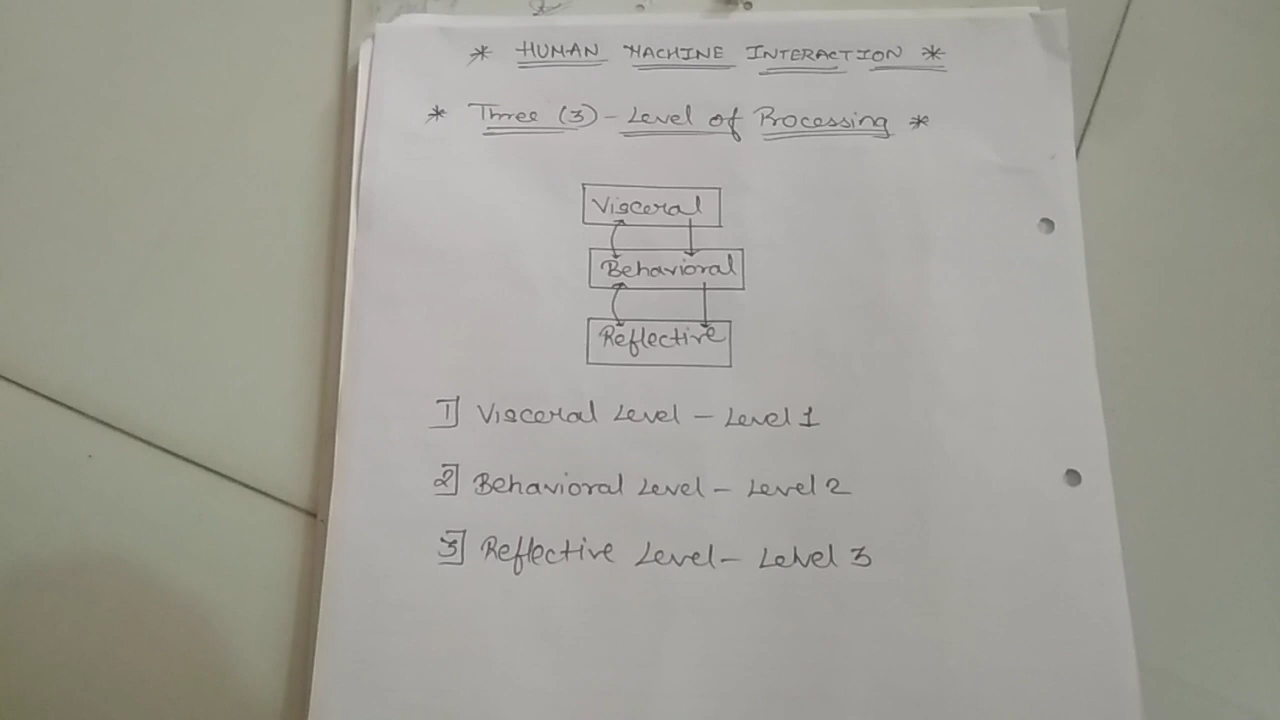 * HUMAN MACHINE INTERACTION *
* Three (3) - Level of Processing *
Visceral
Behavioral
Reflective
1] Visceral Level - Level 1
2] Behavioral Level - Level 2
3] Reflective Level - Level 3